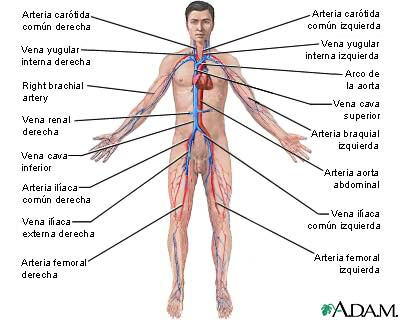 Arteria carótida
común derecha
Vena yugular
interna derecha
Right brachial
artery
Vena renal
derecha
Vena cava
inferior
Arteria ilíaca
común derecha
Vena ilíaca
externa derecha
Arteria femoral
derecha
Arteria carótida
común izquierda
Vena yugular
interna izquierda
Arco de
la aorta
Vena cava
superior
Arteria braquial
izquierda
Arteria aorta
abdominal
Vena ilíaca
común izquierda
Arteria femoral
izquierda
ADAM.